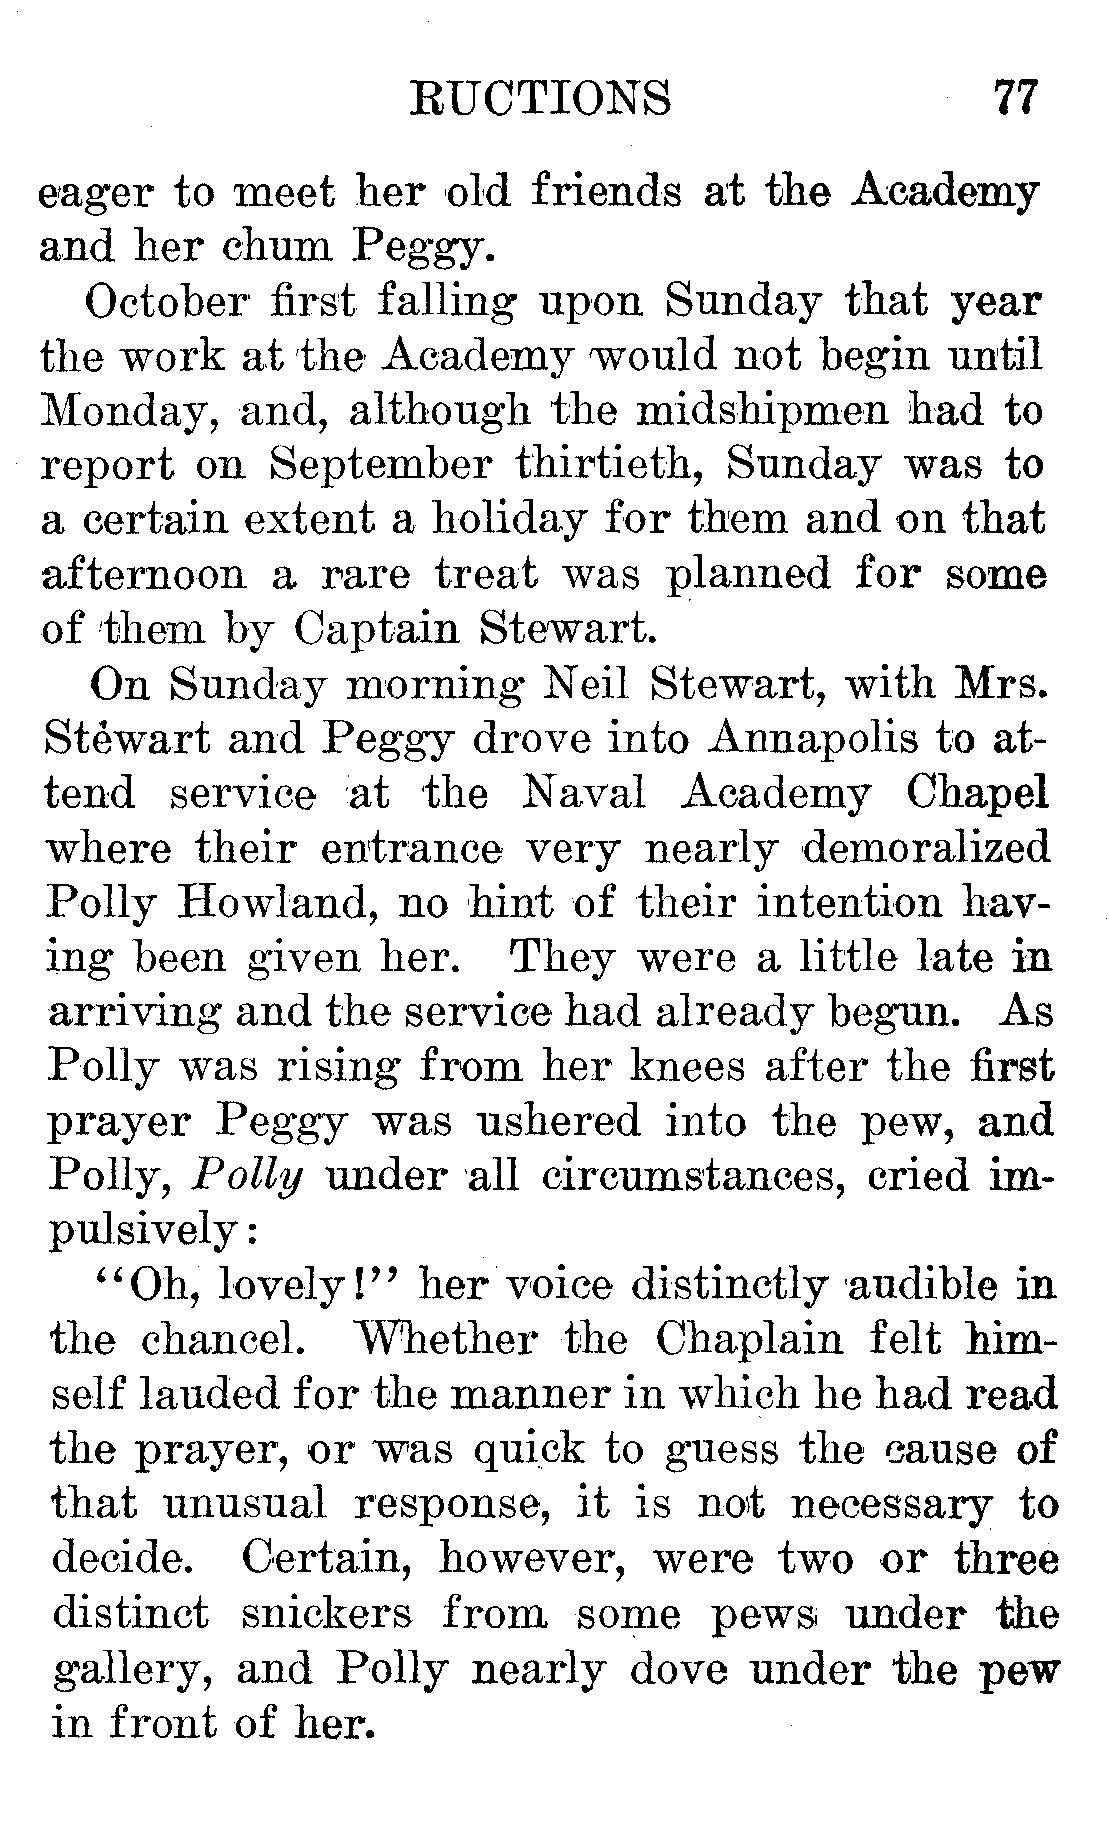 RUCTIONS 77
eager to meet her old friends at the Academy
and her chum Peggy.
October first falling upon Sunday that year
the work at the Academy would not begin until
Monday, and, although the midshipmen had to
report on September thirtieth, Sunday was to
a certain extent a holiday for them and on that
afternoon a rare treat was planned for some
of them by Captain Stewart.
On Sunday morning Neil Stewart, with Mrs.
Stewart and Peggy drove into Annapolis to at-
tend service at the Naval Academy Chapel
where their entrance very nearly demoralized
Polly Howland, no hint of their intention hav-
ing been given her. They were a little late in
arriving and the service had already begun. As
Polly was rising from her knees after the first
prayer Peggy was ushered into the pew, and
Polly, Polly under all circumstances, cried im-
pulsively:
"Oh, lovely!" her voice distinctly audible in
the chancel. Whether the Chaplain felt him-
self lauded for the manner in which he had read
the prayer, or was quick to guess the cause of
that unusual response, it is not necessary to
decide. Certain, however, were two or three
distinct snickers from some pews under the
gallery, and Polly nearly dove under the pew
in front of her.